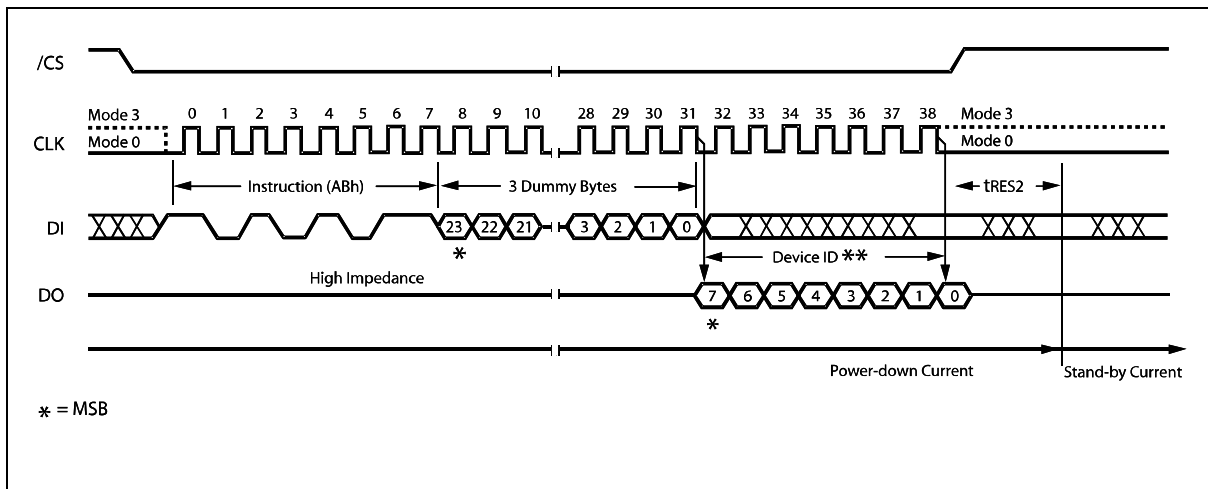 /CS
Mode 3 0 1 2 3 4 5 6 7 8 9 10 28 29 30 31 32 33 34 35 36 37 38 Mode 3
CLK Mode 0 Mode 0
Instruction (ABh) 3 Dummy Bytes tRES2
DI 23 22 21 3 2 1 0
* Device ID **
High Impedance
DO 7 6 5 4 3 2 1 0
*
Power-down Current Stand-by Current
* = MSB